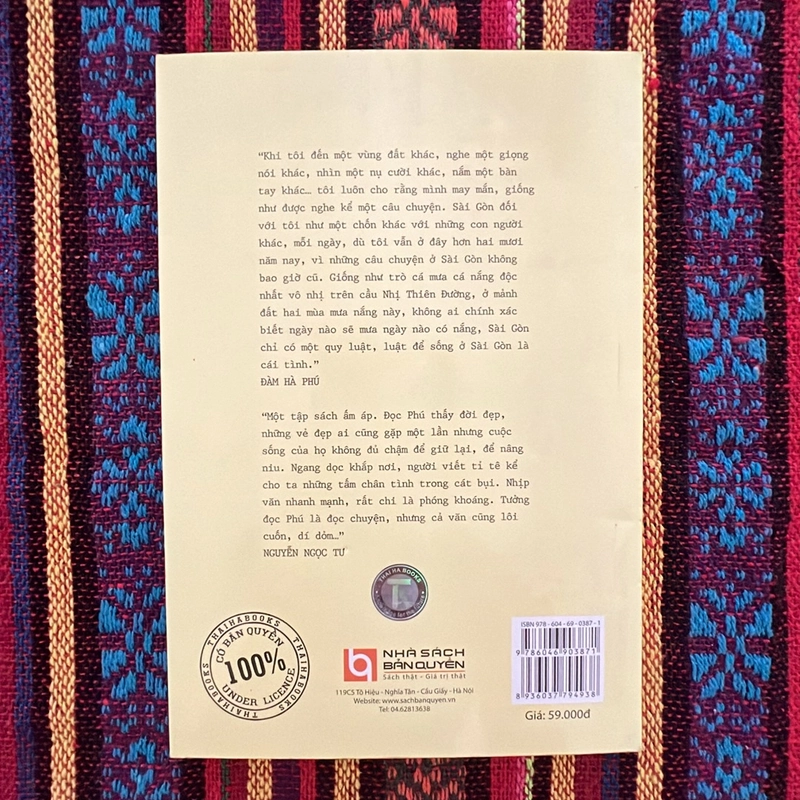 “Khi tôi đến một vùng đất khác, nghe một giọng
nói khác, nhìn một nụ cười khác, nắm một bàn
tay khác… tôi luôn cho rằng mình may mắn, giống
như được nghe kể một câu chuyện. Sài Gòn đối
với tôi như một chốn khác với những con người
khác, mỗi ngày, dù tôi vẫn ở đây hơn hai mươi
năm nay, vì những câu chuyện ở Sài Gòn không
bao giờ cũ. Giống như trò cá mưa cá nắng độc
nhất vô nhị trên cầu Nhị Thiên Đường, ở mảnh
đất hai mùa mưa nắng này, không ai chính xác
biết ngày nào sẽ mưa ngày nào có nắng, Sài Gòn
chỉ có một quy luật, luật để sống ở Sài Gòn là
cái tình.”
ĐÀM HÀ PHÚ
“Một tập sách ấm áp. Đọc Phú thấy đời đẹp,
những vẻ đẹp ai cũng gặp một lần nhưng cuộc
sống của họ không đủ chậm để giữ lại, để nâng
niu. Ngang dọc khắp nơi, người viết tỉ tê kể
cho ta những tấm chân tình trong cát bụi. Nhịp
văn nhanh mạnh, rất chi là phóng khoáng. Tưởng
đọc Phú là đọc chuyện, nhưng cả văn cũng lôi
cuốn, dí dỏm…”
NGUYỄN NGỌC TƯ
THAI HA BOOKS
T
THAIHABOOKS
CÓ BẢN QUYỀN
100%
UNDER LICENCE
THAIHABOOKS
THAIHABOOKS
NHÀ SÁCH
BẢN QUYỀN
Sách thật - Giá trị thật
119C5 Tô Hiệu - Nghĩa Tân - Cầu Giấy - Hà Nội
Website: www.sachbanquyen.vn
Tel: 04.62813638
ISBN 978 - 604 - 69 - 0387 - 1
9 786046 903871
8 936037 794938
Giá: 59.000đ